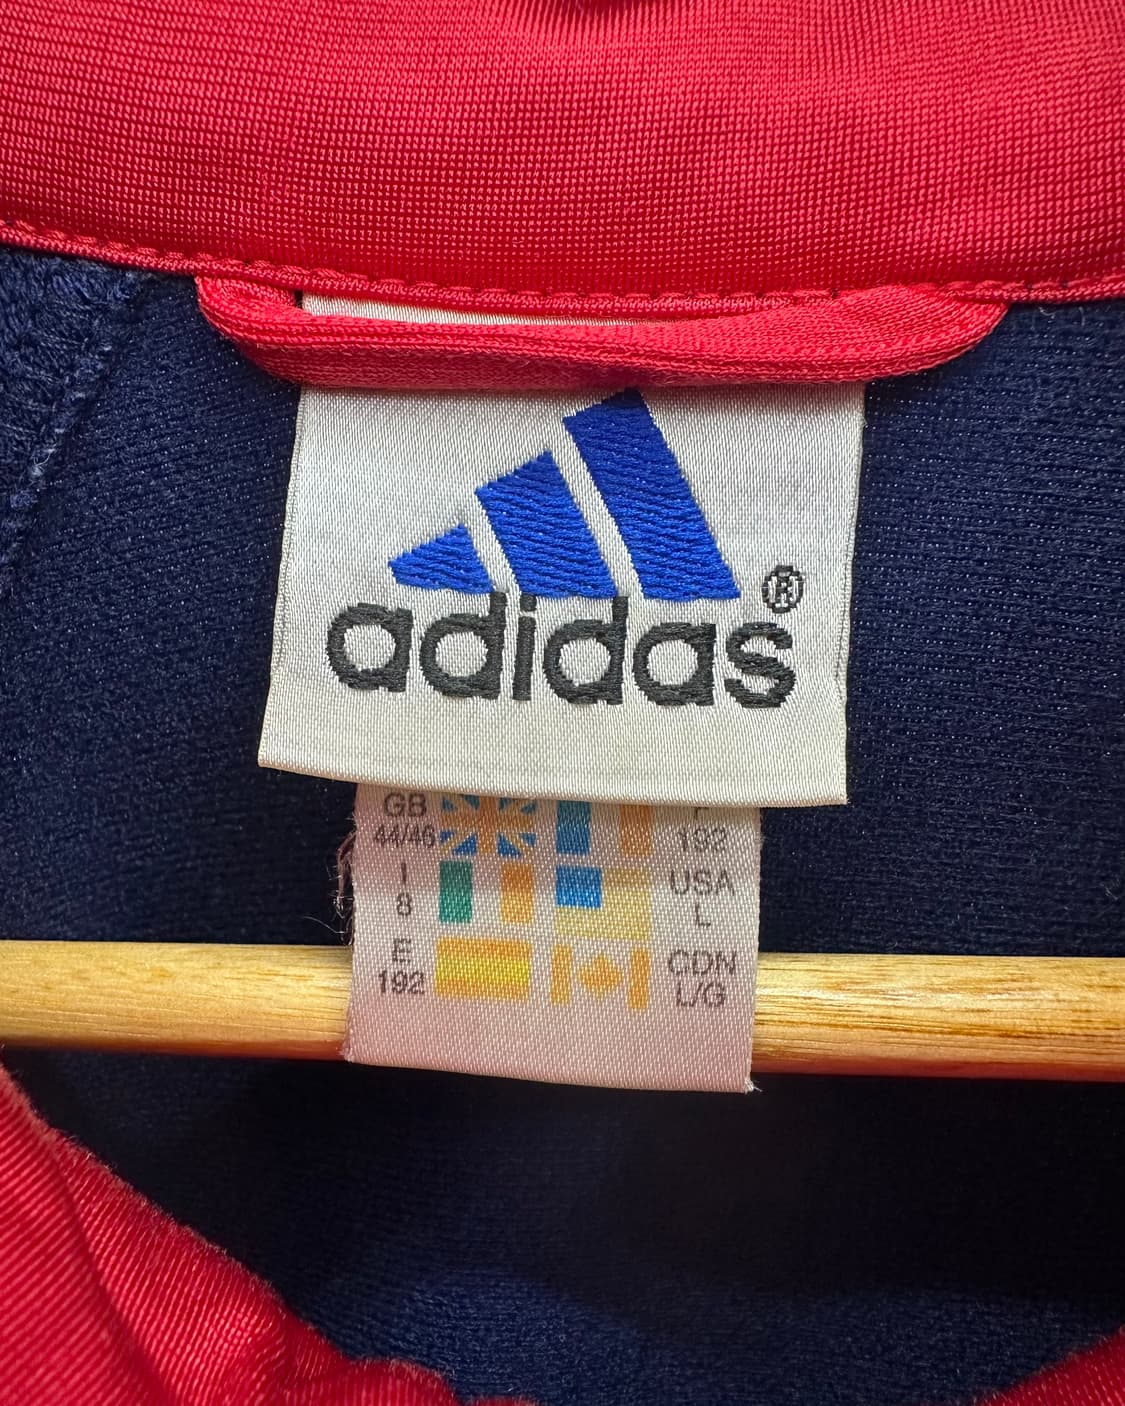 adidas®
GB
44/46
192
I
8
USA
L
E
192
CDN
L/G